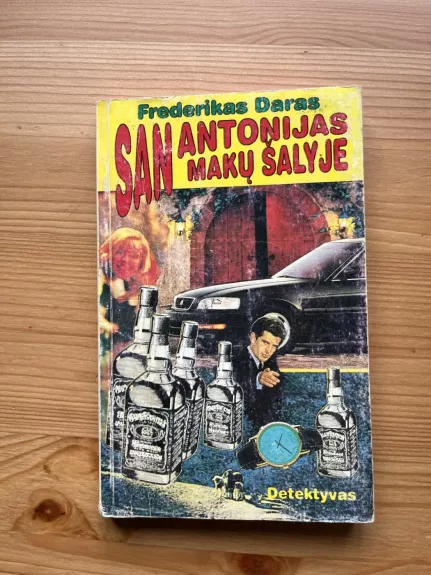 Frederikas Daras
SAN ANTONIJAS
MAKŲ ŠALYJE
Detektyvas